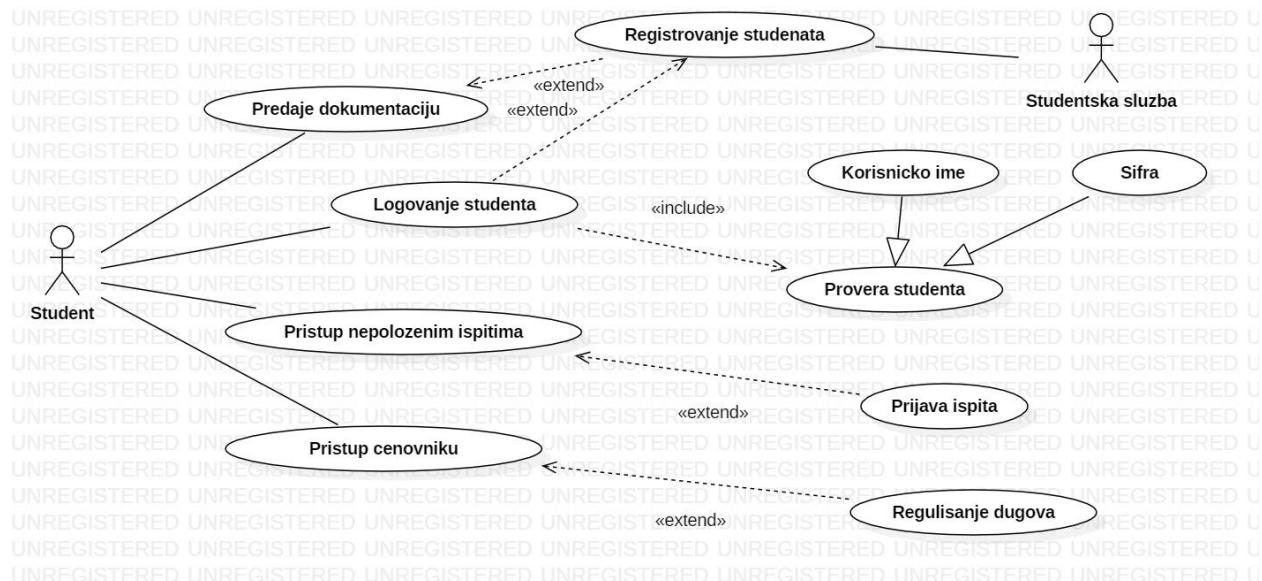 UNREGISTERED
Registrovanje studenata
Studentska sluzba
«extend»
Predaje dokumentaciju
«extend»
Korisnicko ime
Sifra
Logovanje studenta
«include»
Student
Provera studenta
Pristup nepolozenim ispitima
Prijava ispita
«extend»
Pristup cenovniku
Regulisanje dugova
«extend»